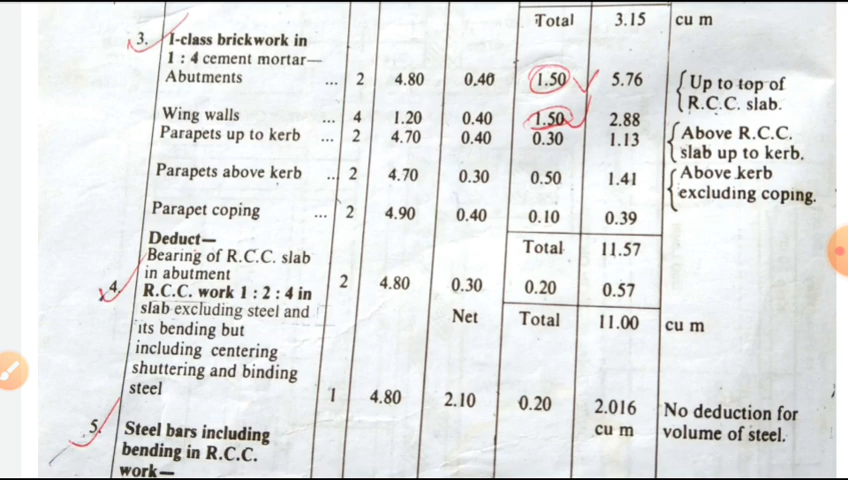 Total 3.15 cu m
3. I-class brickwork in
1 : 4 cement mortar—
Abutments ... 2 4.80 0.40 1.50 5.76 Up to top of
R.C.C. slab.
Wing walls ... 4 1.20 0.40 1.50 2.88
Parapets up to kerb ... 2 4.70 0.40 0.30 1.13 Above R.C.C.
slab up to kerb.
Parapets above kerb ... 2 4.70 0.30 0.50 1.41 Above kerb
excluding coping.
Parapet coping ... 2 4.90 0.40 0.10 0.39
Deduct— Total 11.57
Bearing of R.C.C. slab
in abutment 2 4.80 0.30 0.20 0.57
4. R.C.C. work 1 : 2 : 4 in
slab excluding steel and Net Total 11.00 cu m
its bending but
including centering
shuttering and binding
steel 1 4.80 2.10 0.20 2.016 No deduction for
cu m volume of steel.
5. Steel bars including
bending in R.C.C.
work—